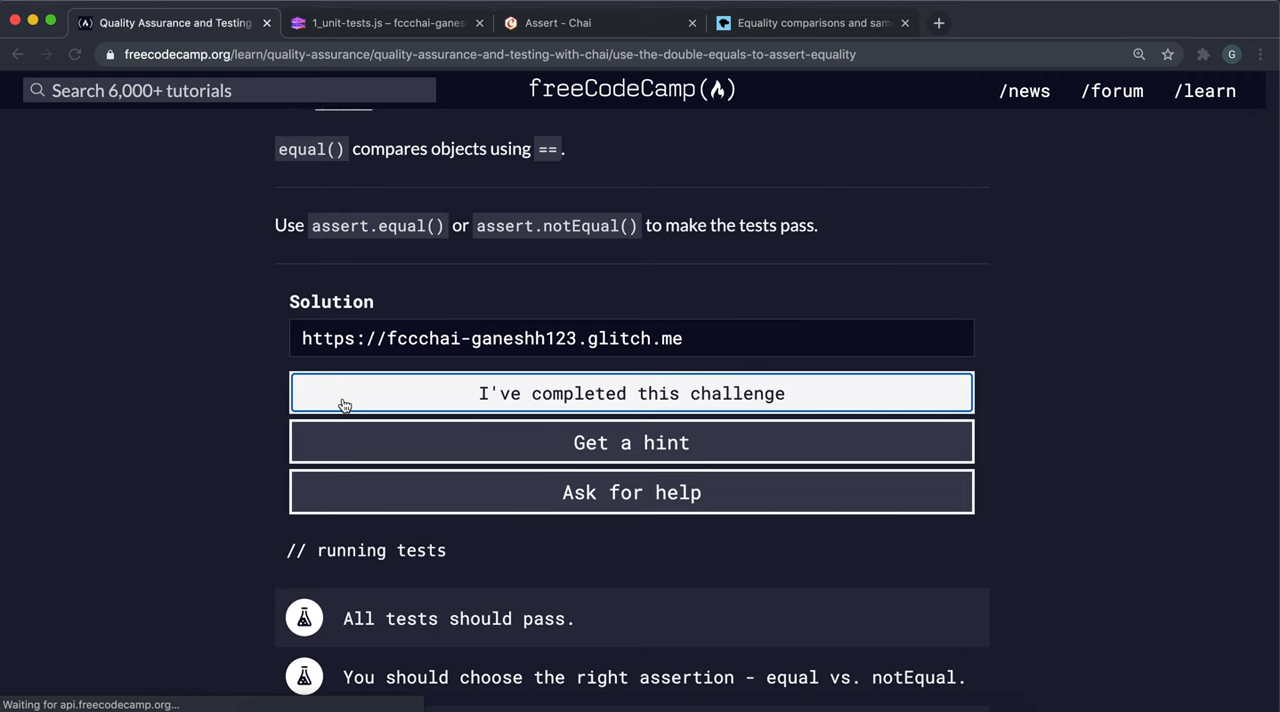 Quality Assurance and Testing
1_unit-tests.js – fccchai-ganesh
Assert - Chai
Equality comparisons and sam
freecodecamp.org/learn/quality-assurance/quality-assurance-and-testing-with-chai/use-the-double-equals-to-assert-equality
G
Search 6,000+ tutorials
freeCodeCamp
/news
/forum
/learn
equal() compares objects using ==.
Use assert.equal() or assert.notEqual() to make the tests pass.
Solution
https://fccchai-ganeshh123.glitch.me
I've completed this challenge
Get a hint
Ask for help
// running tests
All tests should pass.
You should choose the right assertion - equal vs. notEqual.
Waiting for api.freecodecamp.org...